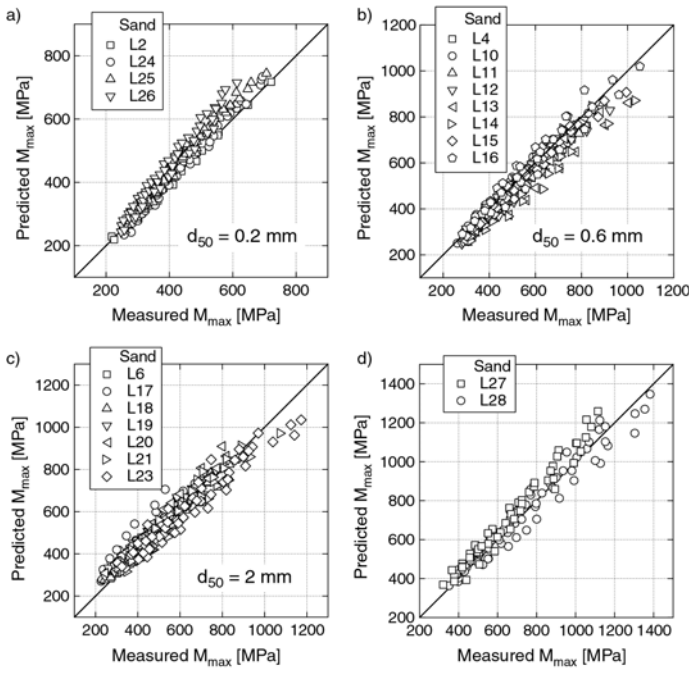 a)
Sand
L2
L24
L25
L26
800
600
400
200
Predicted M_max [MPa]
d_50 = 0.2 mm
200 400 600 800
Measured M_max [MPa]
b)
Sand
L4
L10
L11
L12
L13
L14
L15
L16
1200
1000
800
600
400
200
Predicted M_max [MPa]
d_50 = 0.6 mm
200 400 600 800 1000 1200
Measured M_max [MPa]
c)
Sand
L6
L17
L18
L19
L20
L21
L23
1200
1000
800
600
400
200
Predicted M_max [MPa]
d_50 = 2 mm
200 400 600 800 1000 1200
Measured M_max [MPa]
d)
Sand
L27
L28
1400
1200
1000
800
600
400
200
Predicted M_max [MPa]
200 400 600 800 1000 1200 1400
Measured M_max [MPa]